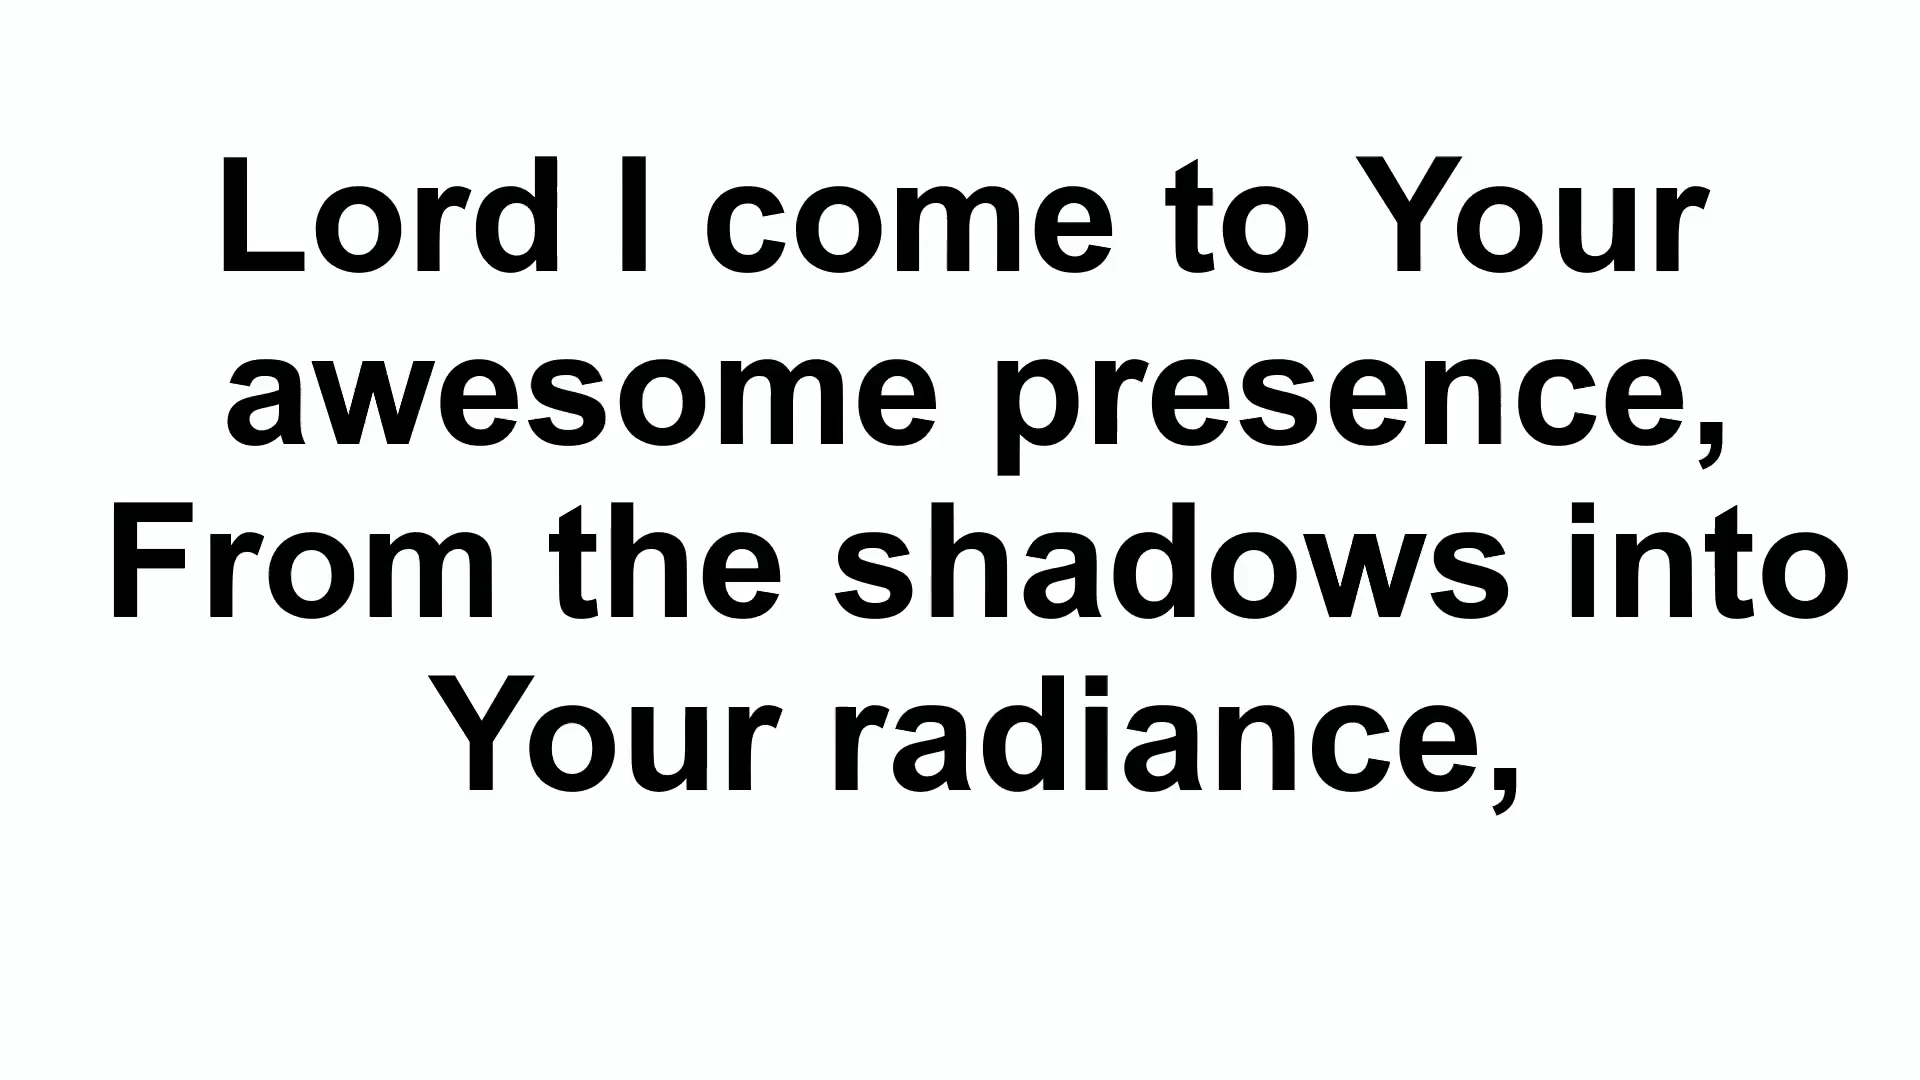 Lord I come to Your
awesome presence,
From the shadows into
Your radiance,